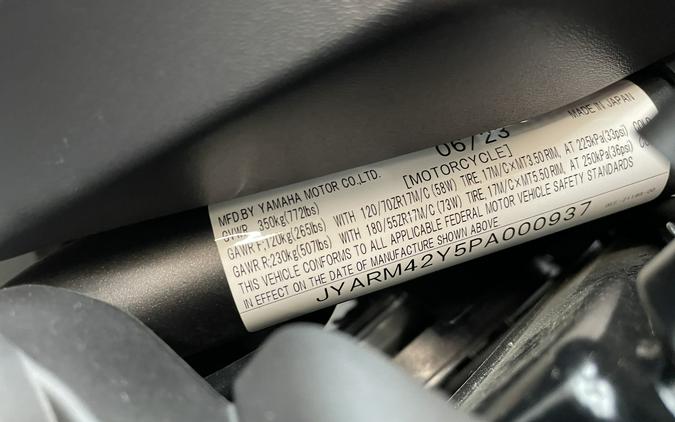 06/23 MADE IN JAPAN
MFD.BY YAMAHA MOTOR CO.,LTD. [MOTORCYCLE]
GVWR 350kg(772lbs)
GAWR F:120kg(265lbs) WITH 120/70ZR17M/C (58W) TIRE, 17M/C×MT3.50 RIM, AT 225kPa(33psi) COLD
GAWR R:230kg(507lbs) WITH 180/55ZR17M/C (73W) TIRE, 17M/C×MT5.50 RIM, AT 250kPa(36psi)
THIS VEHICLE CONFORMS TO ALL APPLICABLE FEDERAL MOTOR VEHICLE SAFETY STANDARDS
IN EFFECT ON THE DATE OF MANUFACTURE SHOWN ABOVE
JYARM42Y5PA000937